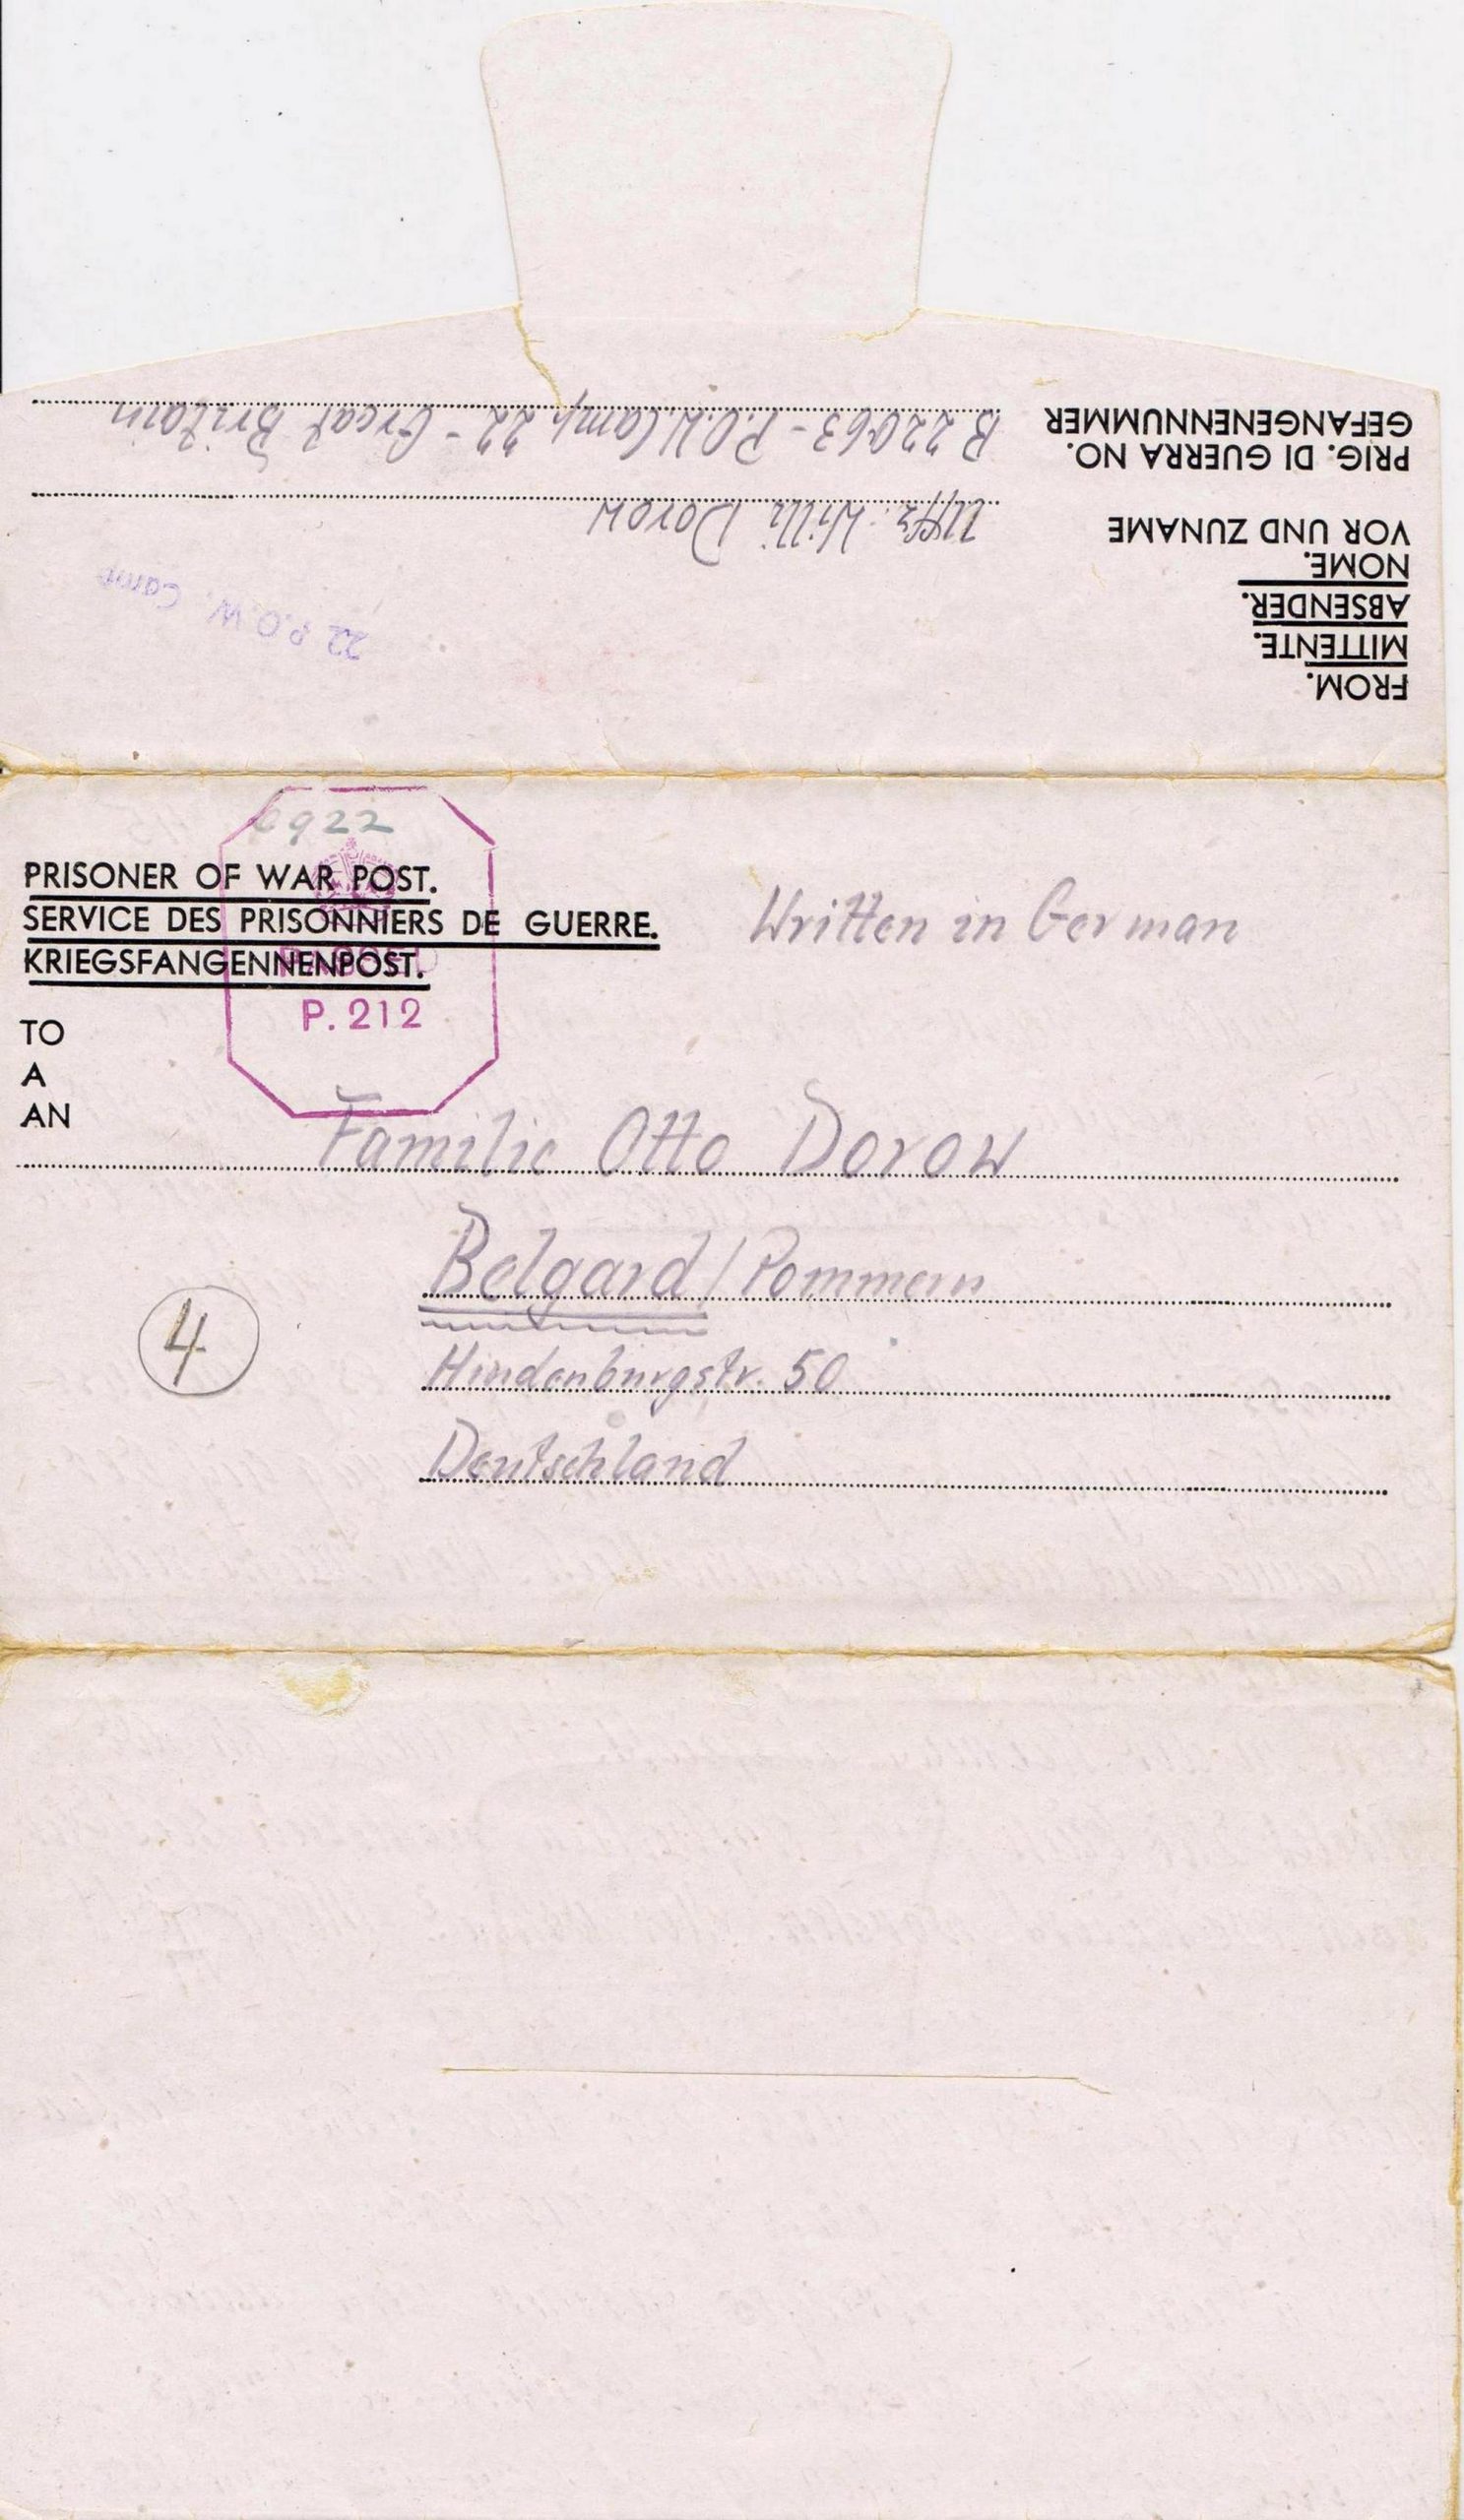 B 22063 - P.O.W. Camp 22 - Great Britain
GEFANGENENNUMMER
PRIG. DI GUERRA NO.
Uffz. Willi Dorow
VOR UND ZUNAME
NOME.
ABSENDER.
MITTENTE.
FROM.
22 P.O.W. Camp
6922
PRISONER OF WAR POST.
SERVICE DES PRISONNIERS DE GUERRE.
KRIEGSFANGENNENPOST.
Written in German
PASSED
P.212
TO
A
AN
Familie Otto Dorow
Belgard / Pommern
4
Hindenburgstr. 50
Deutschland